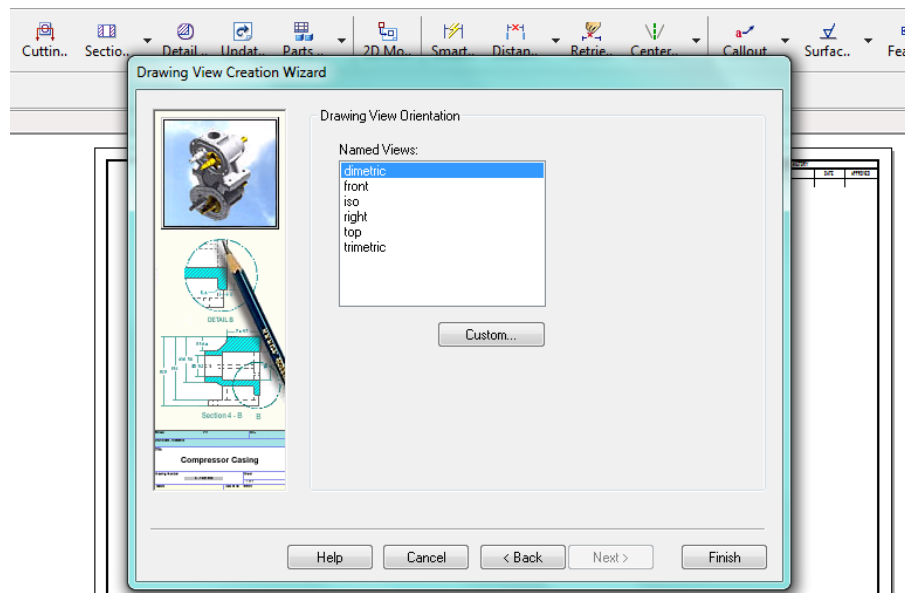 Cuttin.. Sectio.. Detail .. Updat.. Parts .. 2D Mo.. Smart.. Distan.. Retrie.. Center.. Callout Surfac.. Fea
Drawing View Creation Wizard
Drawing View Orientation
Named Views:
dimetric
front
iso
right
top
trimetric
Custom...
DETAIL B
Section 4 - B B
Compressor Casing
Help Cancel < Back Next > Finish
DATE APPROVED